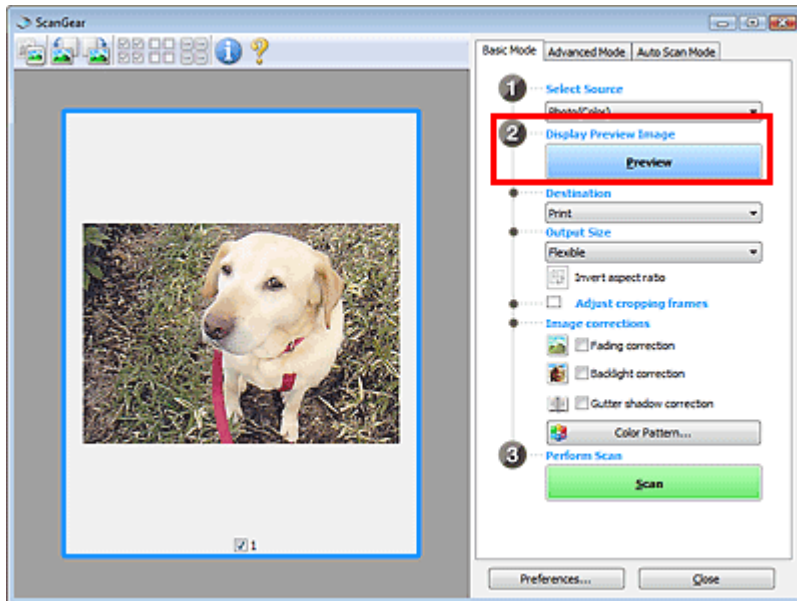 ScanGear
Basic Mode Advanced Mode Auto Scan Mode
1 Select Source
Photo(Color)
2 Display Preview Image
Preview
Destination
Print
Output Size
Flexible
Invert aspect ratio
Adjust cropping frames
Image corrections
Fading correction
Backlight correction
Gutter shadow correction
Color Pattern...
3 Perform Scan
Scan
1
Preferences... Close